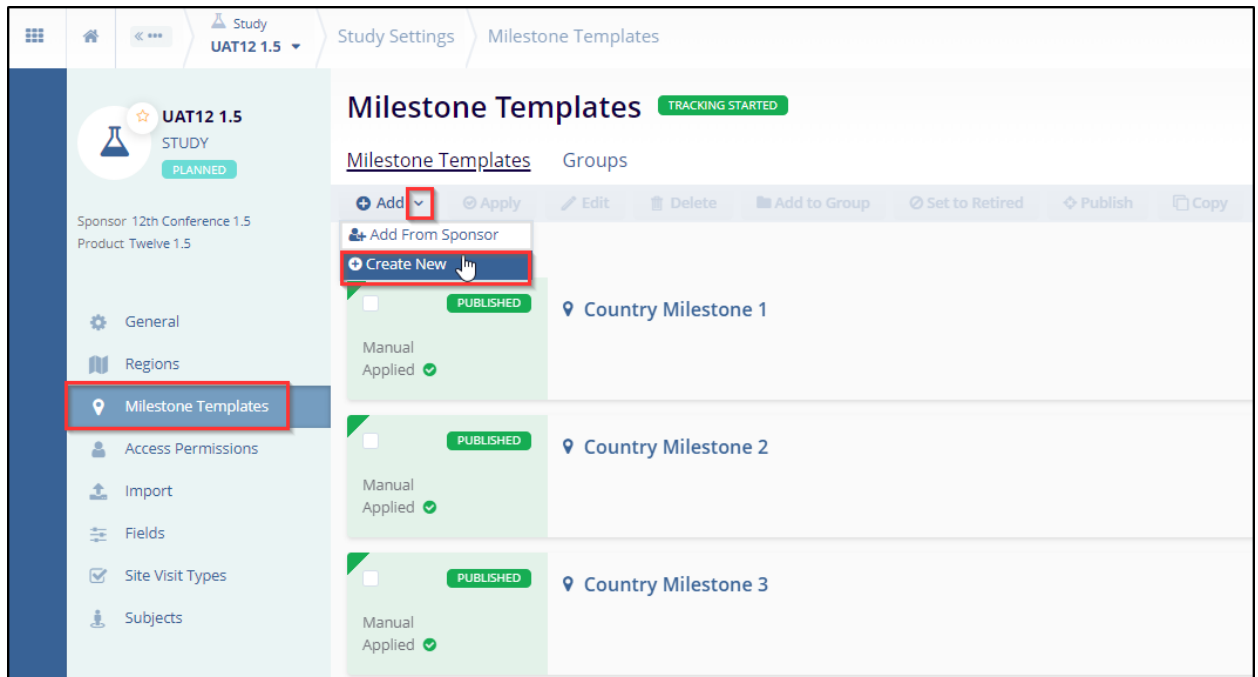 Study
UAT12 1.5
Study Settings
Milestone Templates
UAT12 1.5
STUDY
PLANNED
Sponsor 12th Conference 1.5
Product Twelve 1.5
General
Regions
Milestone Templates
Access Permissions
Import
Fields
Site Visit Types
Subjects
Milestone Templates TRACKING STARTED
Milestone Templates Groups
Add Apply Edit Delete Add to Group Set to Retired Publish Copy
Add From Sponsor
Create New
PUBLISHED
Country Milestone 1
Manual
Applied
PUBLISHED
Country Milestone 2
Manual
Applied
PUBLISHED
Country Milestone 3
Manual
Applied